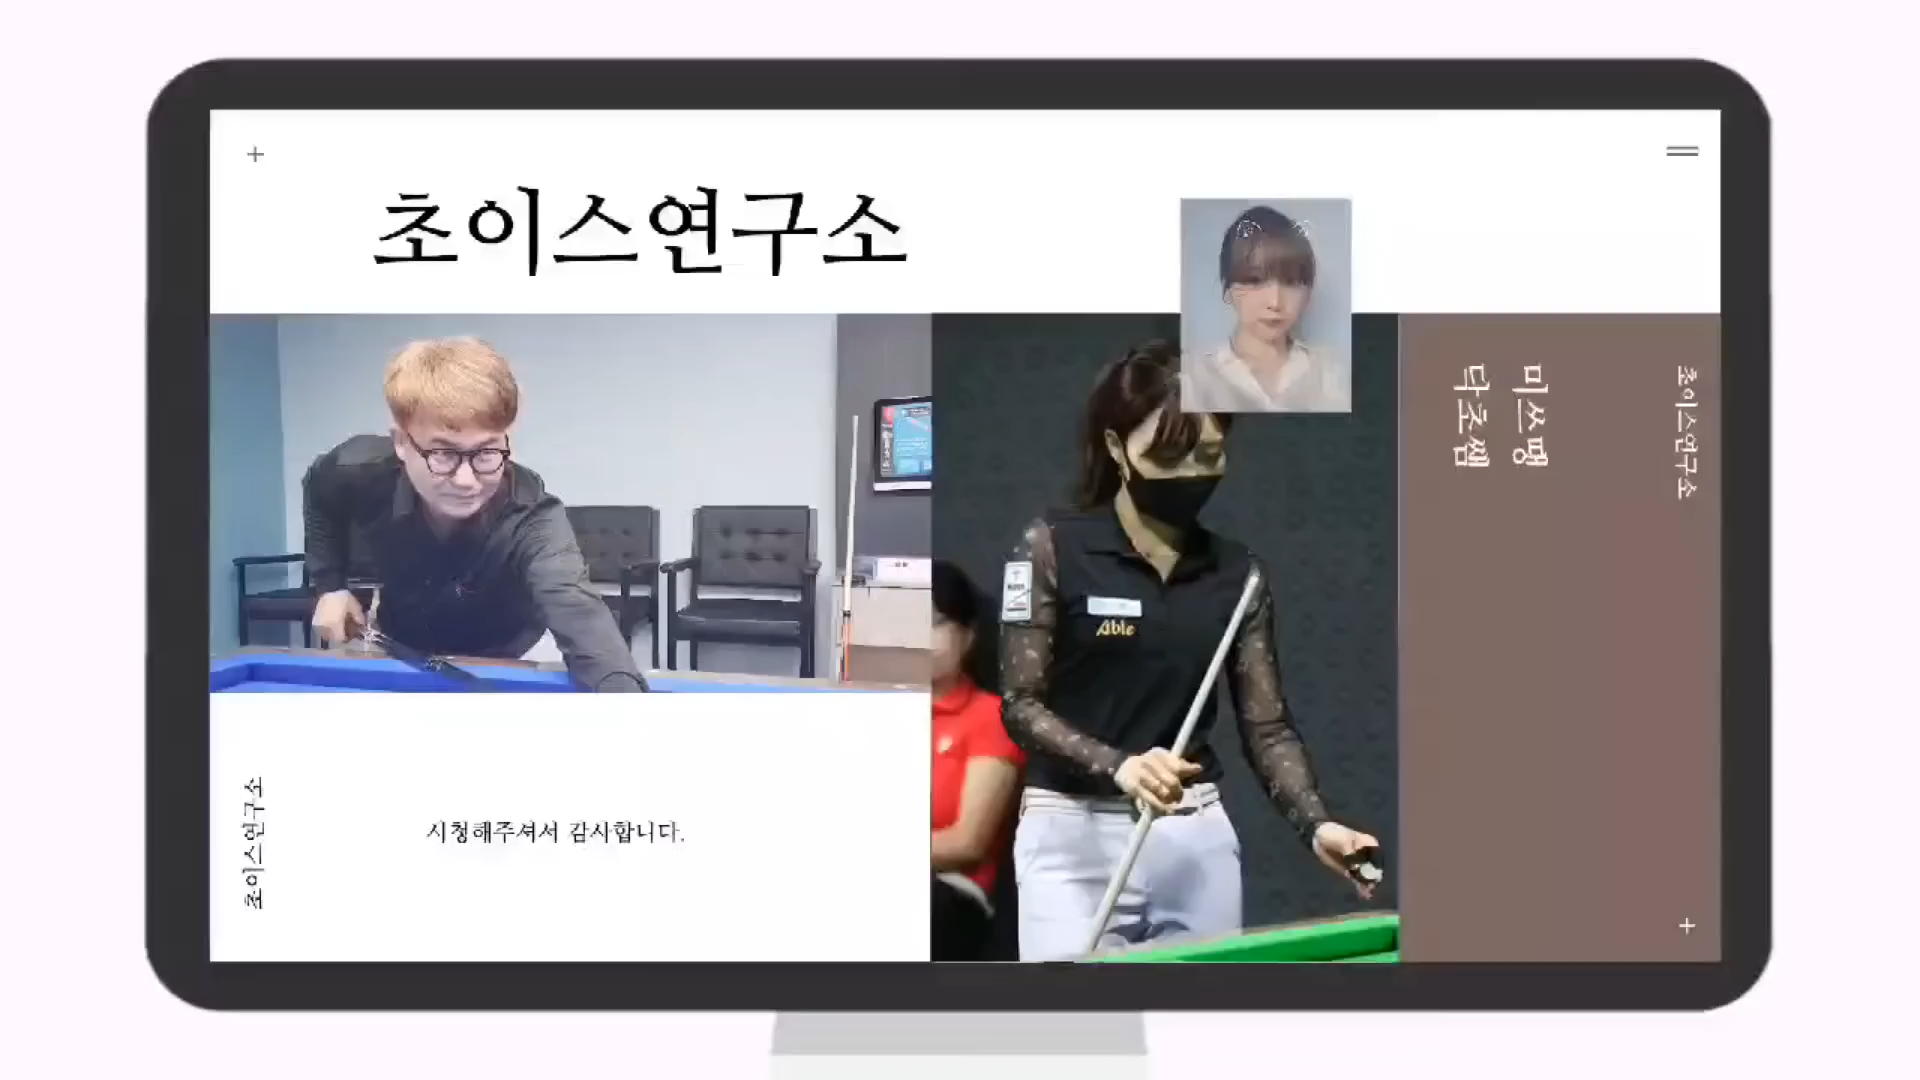 초이스연구소
초이스연구소
미쓰맹
닥초쌤
Able
초이스연구소
시청해주셔서 감사합니다.